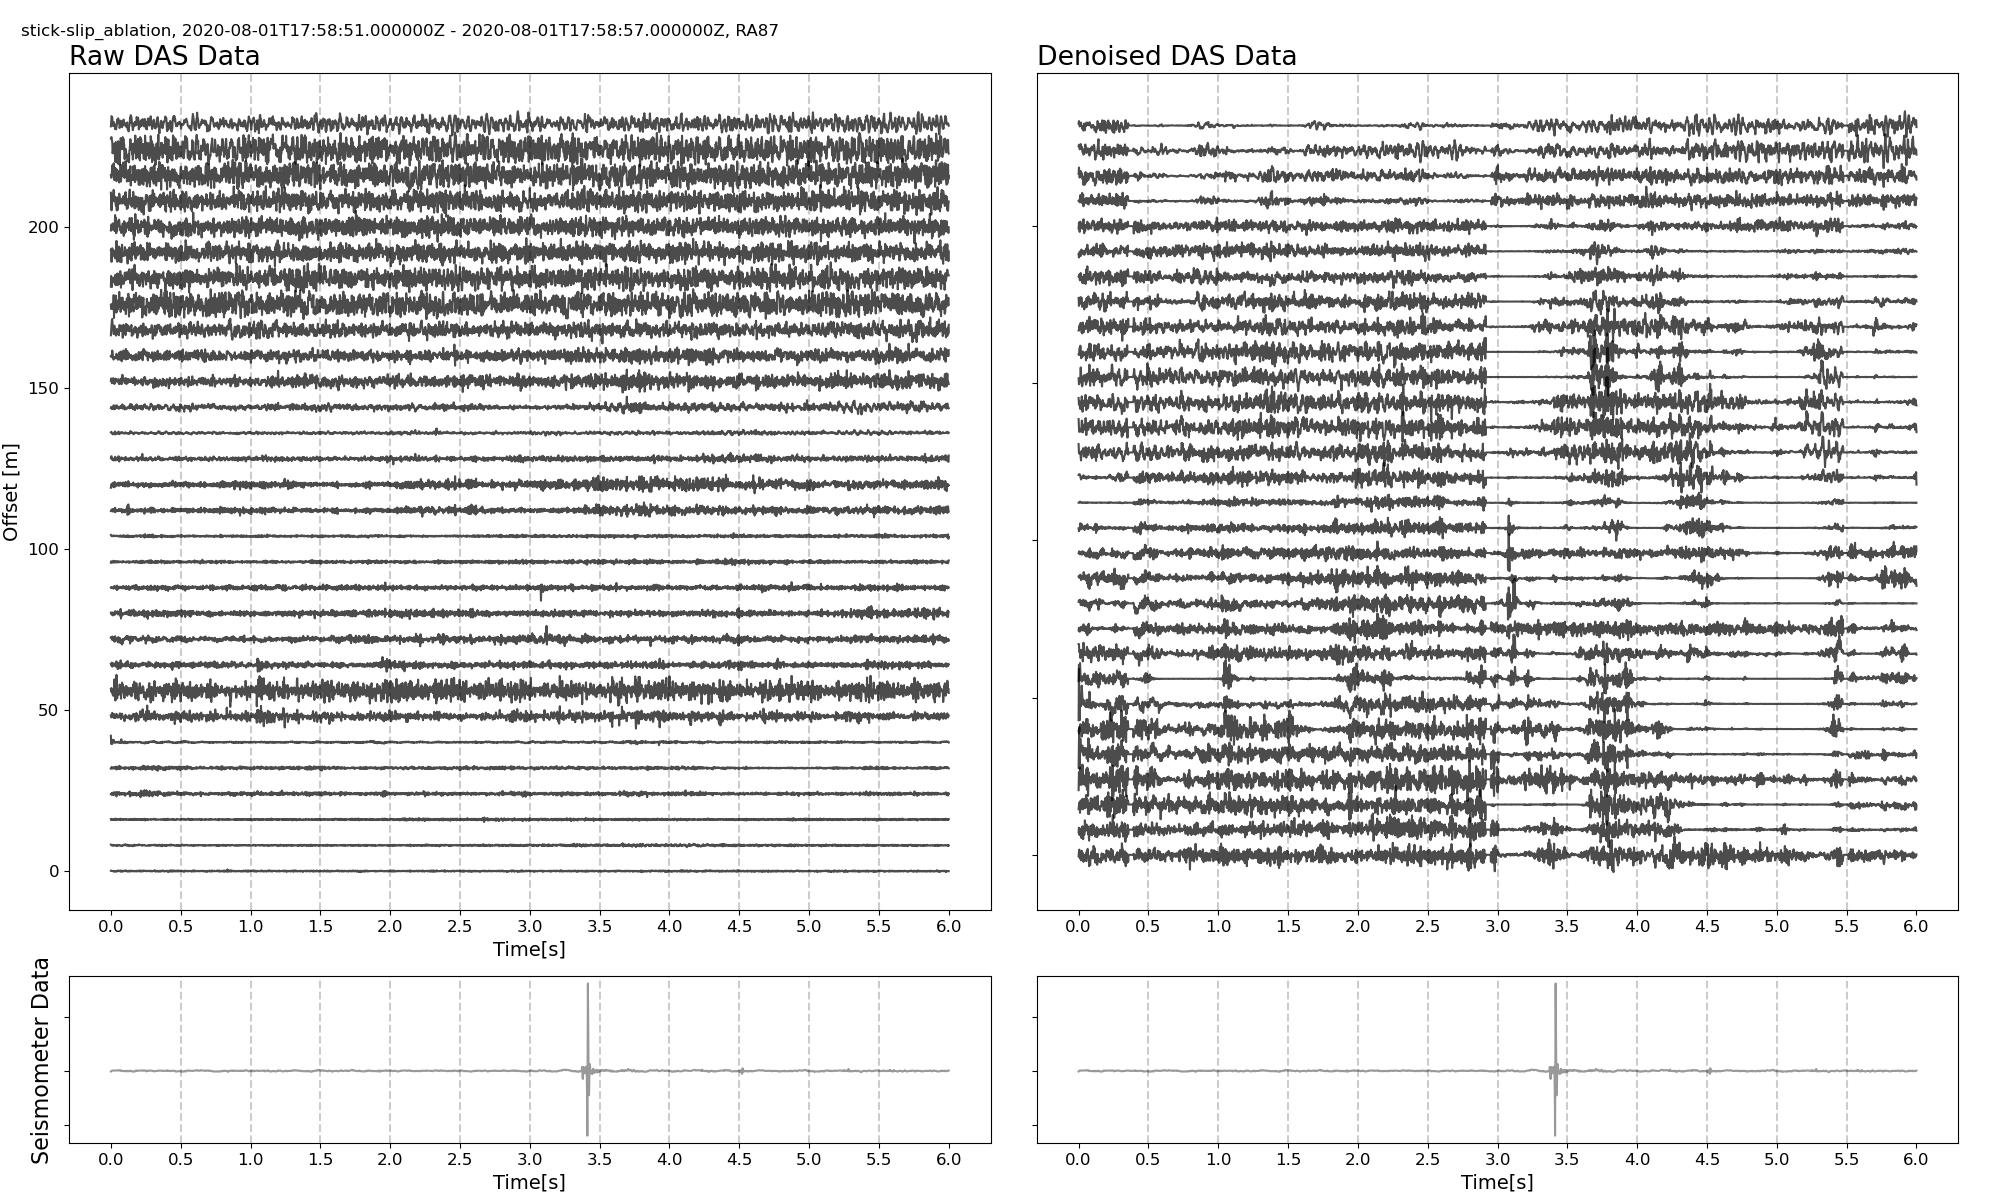 stick-slip_ablation, 2020-08-01T17:58:51.000000Z - 2020-08-01T17:58:57.000000Z, RA87
Raw DAS Data
Denoised DAS Data
Offset [m]
200
150
100
50
0
0.0 0.5 1.0 1.5 2.0 2.5 3.0 3.5 4.0 4.5 5.0 5.5 6.0
Time[s]
0.0 0.5 1.0 1.5 2.0 2.5 3.0 3.5 4.0 4.5 5.0 5.5 6.0
Seismometer Data
0.0 0.5 1.0 1.5 2.0 2.5 3.0 3.5 4.0 4.5 5.0 5.5 6.0
Time[s]
0.0 0.5 1.0 1.5 2.0 2.5 3.0 3.5 4.0 4.5 5.0 5.5 6.0
Time[s]